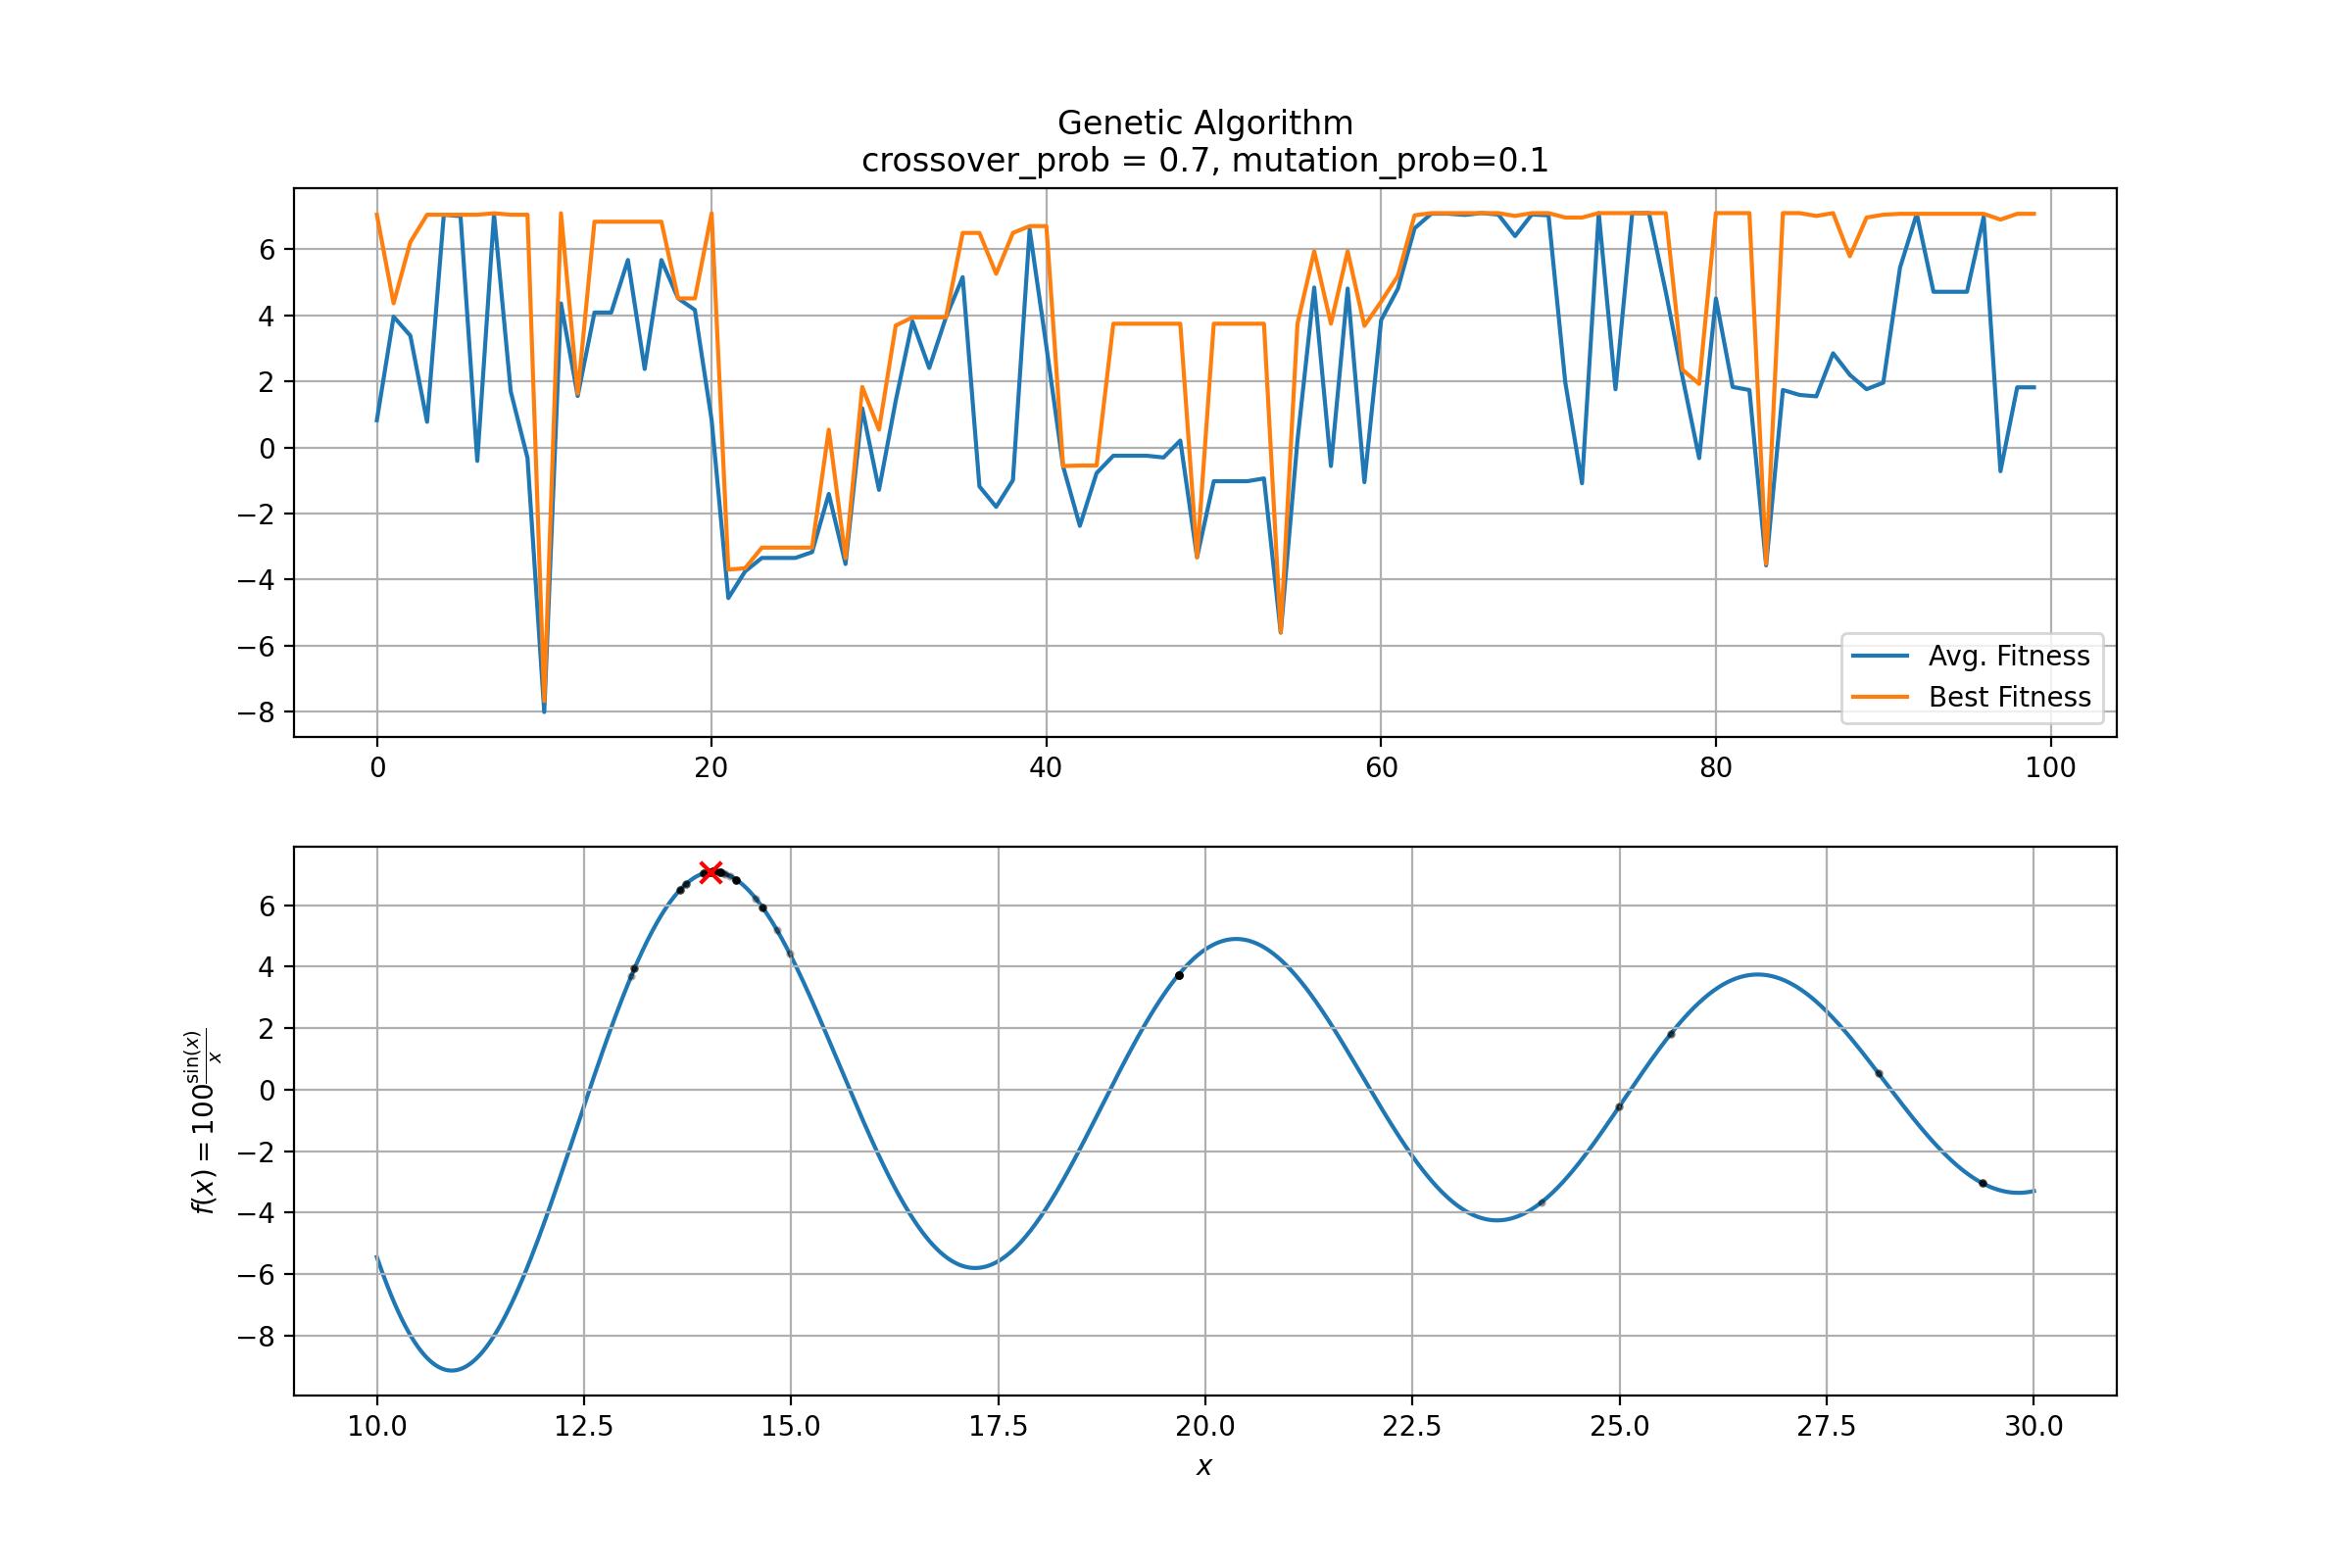 Genetic Algorithm
crossover_prob = 0.7, mutation_prob=0.1
6
4
2
0
−2
−4
−6
−8
Avg. Fitness
Best Fitness
0 20 40 60 80 100
f(x) = 100 sin(x)/x
6
4
2
0
−2
−4
−6
−8
10.0 12.5 15.0 17.5 20.0 22.5 25.0 27.5 30.0
x